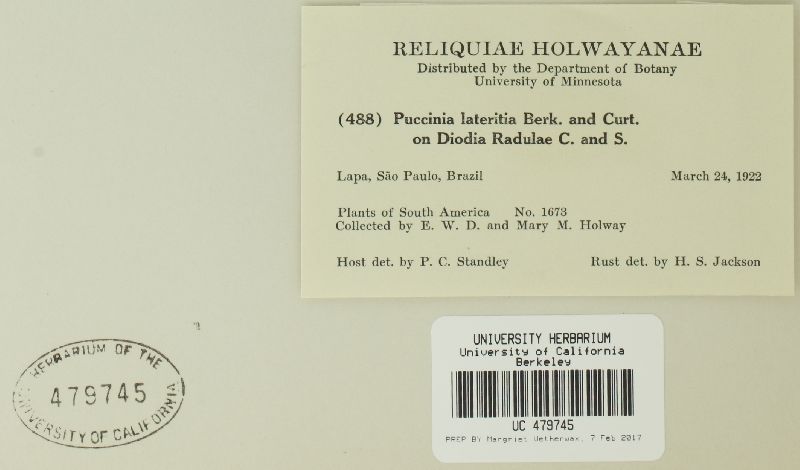 RELIQUIAE HOLWAYANAE
Distributed by the Department of Botany
University of Minnesota
(488) Puccinia lateritia Berk. and Curt.
on Diodia Radulae C. and S.
Lapa, São Paulo, Brazil March 24, 1922
Plants of South America No. 1673
Collected by E. W. D. and Mary M. Holway
Host det. by P. C. Standley Rust det. by H. S. Jackson
HERBARIUM OF THE
479745
UNIVERSITY OF CALIFORNIA
UNIVERSITY HERBARIUM
University of California
Berkeley
UC 479745
PREP BY Margriet Wetherwax, 7 Feb 2017